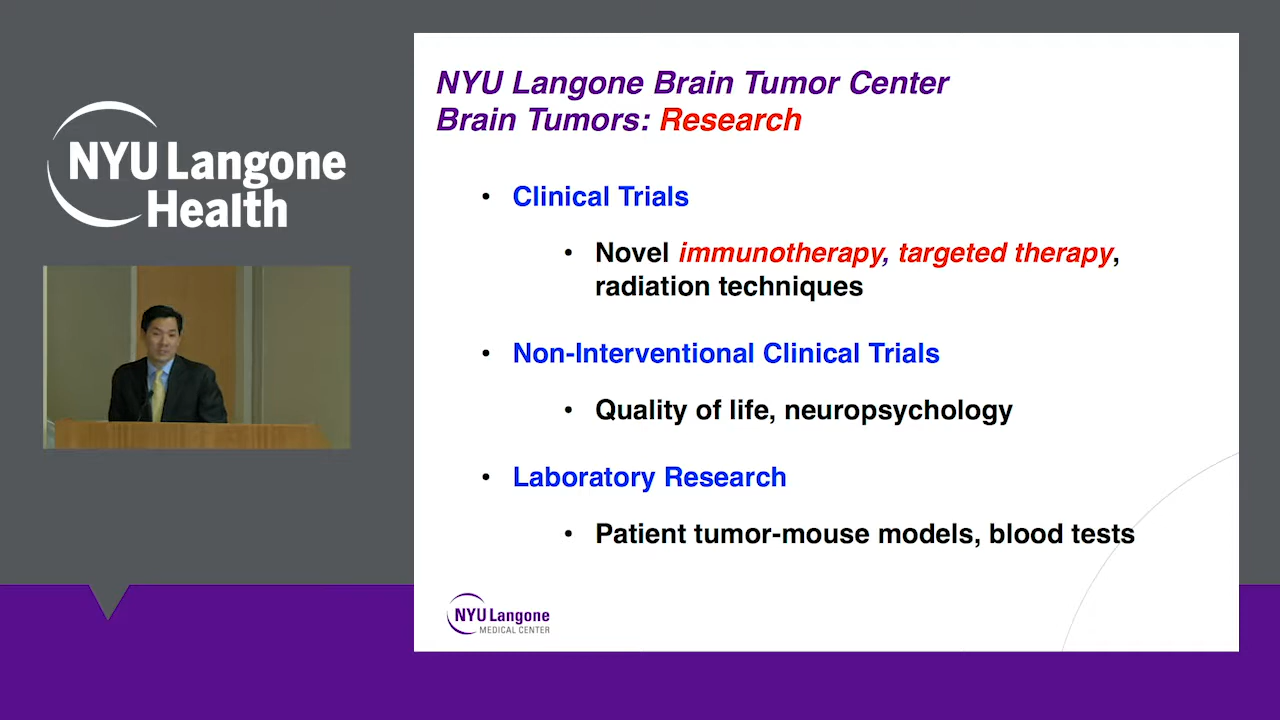 NYU Langone
Health
NYU Langone Brain Tumor Center
Brain Tumors: Research
• Clinical Trials
• Novel immunotherapy, targeted therapy,
radiation techniques
• Non-Interventional Clinical Trials
• Quality of life, neuropsychology
• Laboratory Research
• Patient tumor-mouse models, blood tests
NYU Langone
MEDICAL CENTER